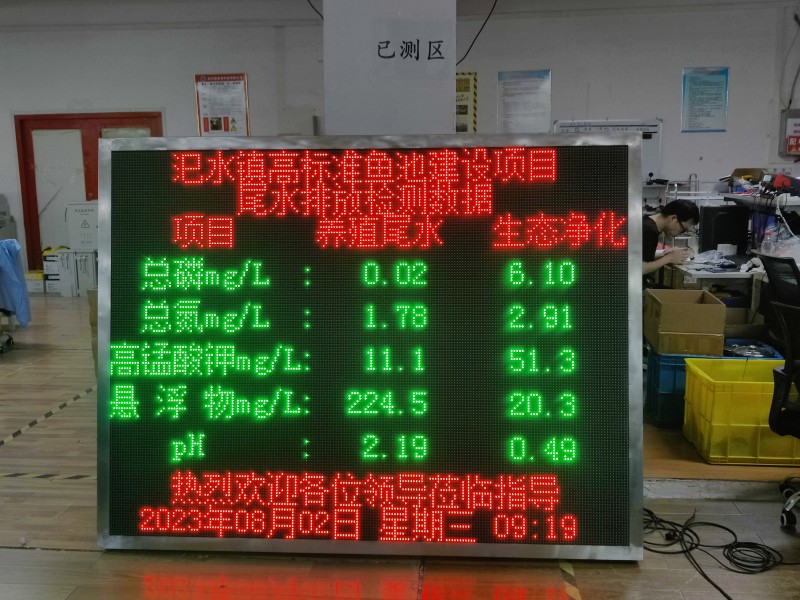 已测区
氾水镇高标准鱼池建设项目
尾水排放检测数据
项目 养殖尾水 生态净化
总磷mg/L : 0.02 6.10
总氮mg/L : 1.78 2.91
高锰酸钾mg/L: 11.1 51.3
悬 浮 物mg/L: 224.5 20.3
pH : 2.19 0.49
热烈欢迎各位领导莅临指导
2023年08月02日 星期三 09:19